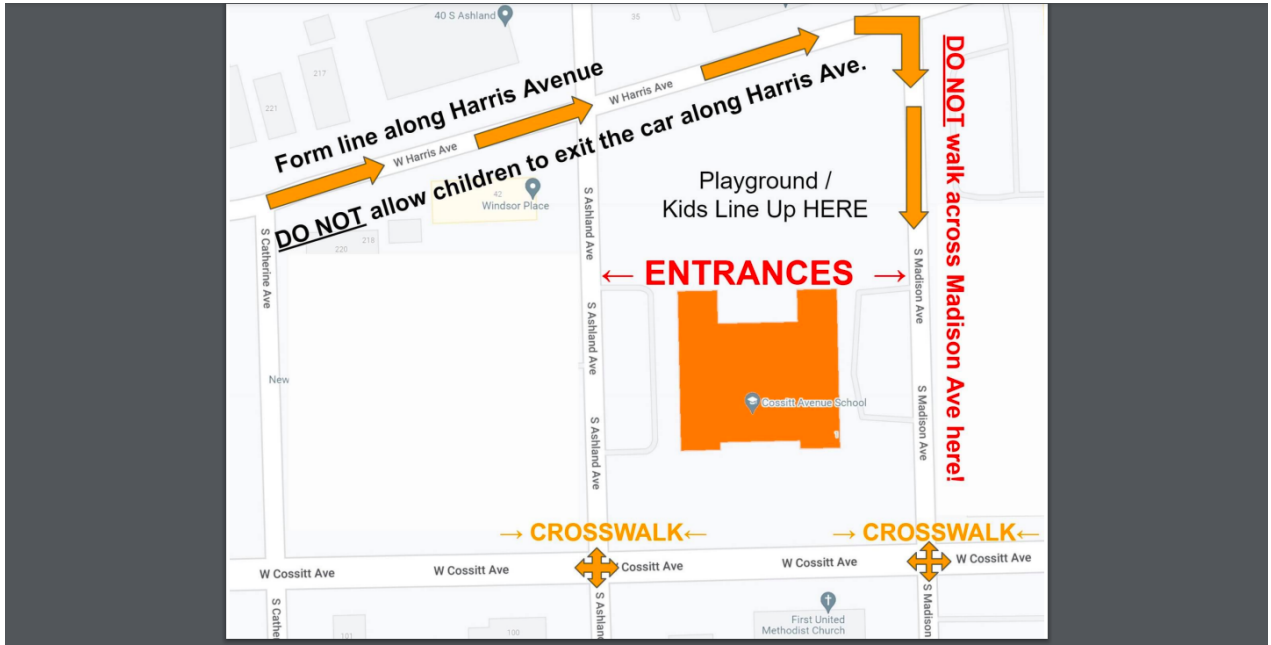 40 S Ashland
35
217
221
Form line along Harris Avenue
W Harris Ave
W Harris Ave
DO NOT allow children to exit the car along Harris Ave.
42
Windsor Place
218
220
S Catherine Ave
S Ashland Ave
Playground /
Kids Line Up HERE
DO NOT walk across Madison Ave here!
← ENTRANCES →
S Madison Ave
S Ashland Ave
New
Cossitt Avenue School
S Madison Ave
S Ashland Ave
→ CROSSWALK←
→ CROSSWALK←
W Cossitt Ave
W Cossitt Ave
Cossitt Ave
W Cossitt Ave
W Cossitt Ave
S Cathe
S Ashland
S Madison
101
100
First United
Methodist Church